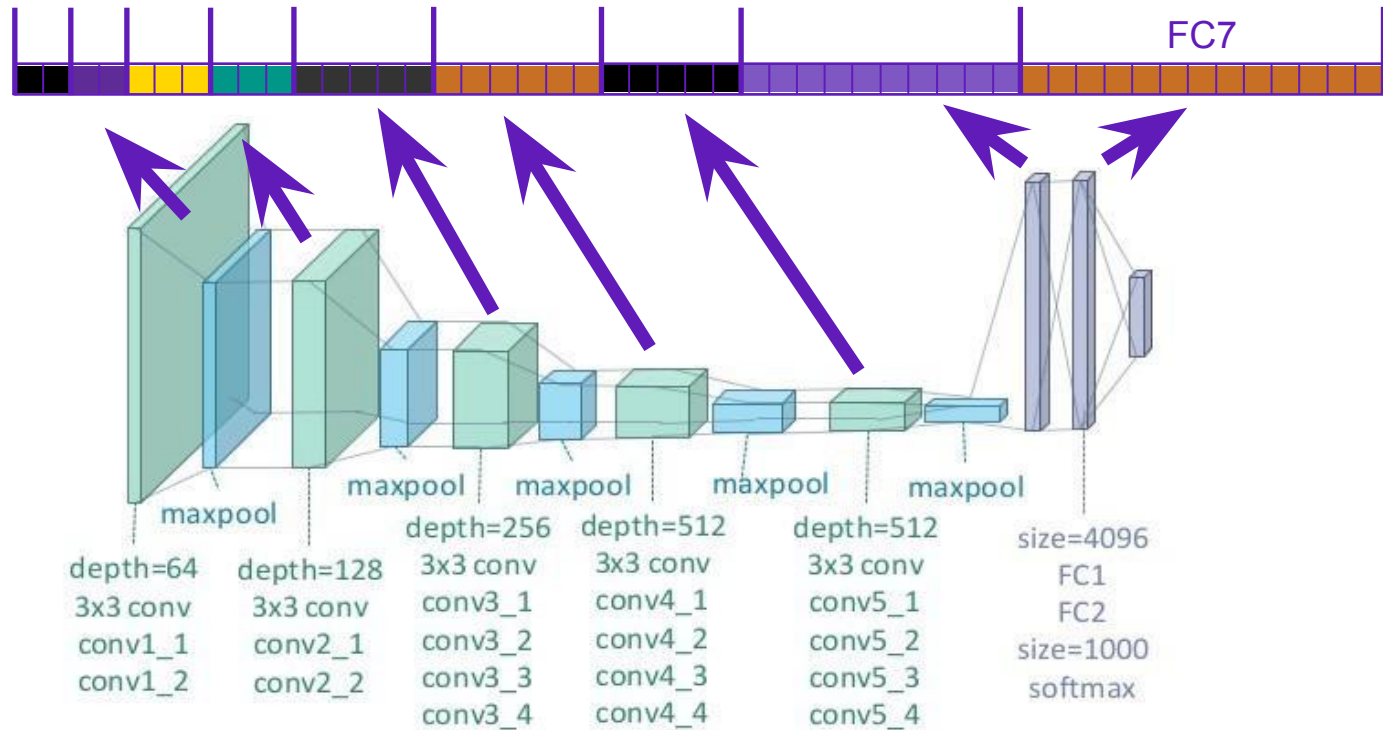 FC7
maxpool
maxpool
maxpool
maxpool
maxpool
depth=64
3x3 conv
conv1_1
conv1_2
depth=128
3x3 conv
conv2_1
conv2_2
depth=256
3x3 conv
conv3_1
conv3_2
conv3_3
conv3_4
depth=512
3x3 conv
conv4_1
conv4_2
conv4_3
conv4_4
depth=512
3x3 conv
conv5_1
conv5_2
conv5_3
conv5_4
size=4096
FC1
FC2
size=1000
softmax